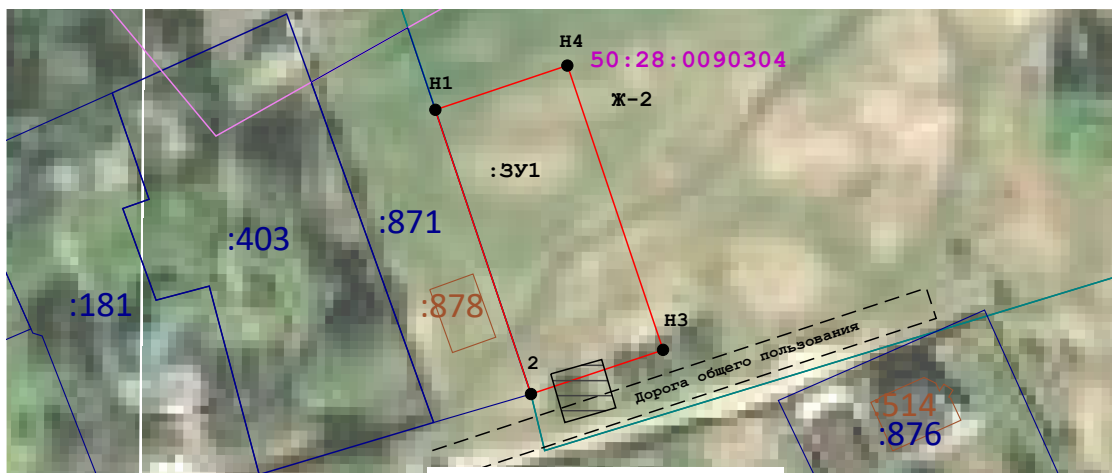 Н4
50:28:0090304
Н1
Ж-2
:ЗУ1
:871
:403
:181
:878
Н3
Дорога общего пользования
2
514
:876